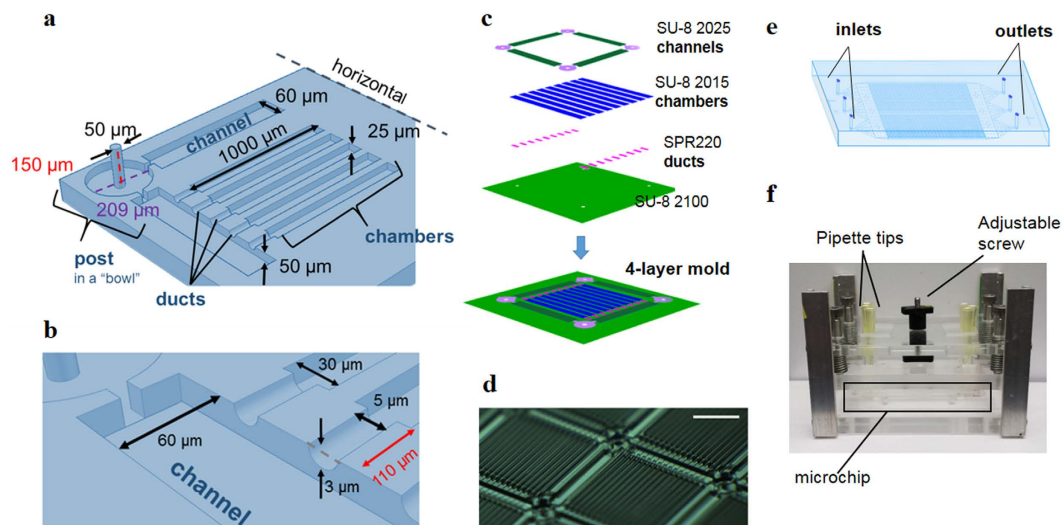 a
horizontal
60 µm
channel
50 µm
25 µm
1000 µm
150 µm
209 µm
chambers
post
in a "bowl"
50 µm
ducts
b
30 µm
5 µm
60 µm
110 µm
channel
3 µm
c
SU-8 2025
channels
SU-8 2015
chambers
SPR220
ducts
SU-8 2100
4-layer mold
d
e
inlets
outlets
f
Pipette tips
Adjustable
screw
microchip